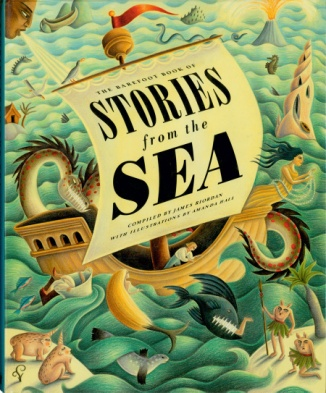 THE BAREFOOT BOOK OF
STORIES
from the
SEA
COMPILED BY JAMES RIORDAN
WITH ILLUSTRATIONS BY AMANDA HALL